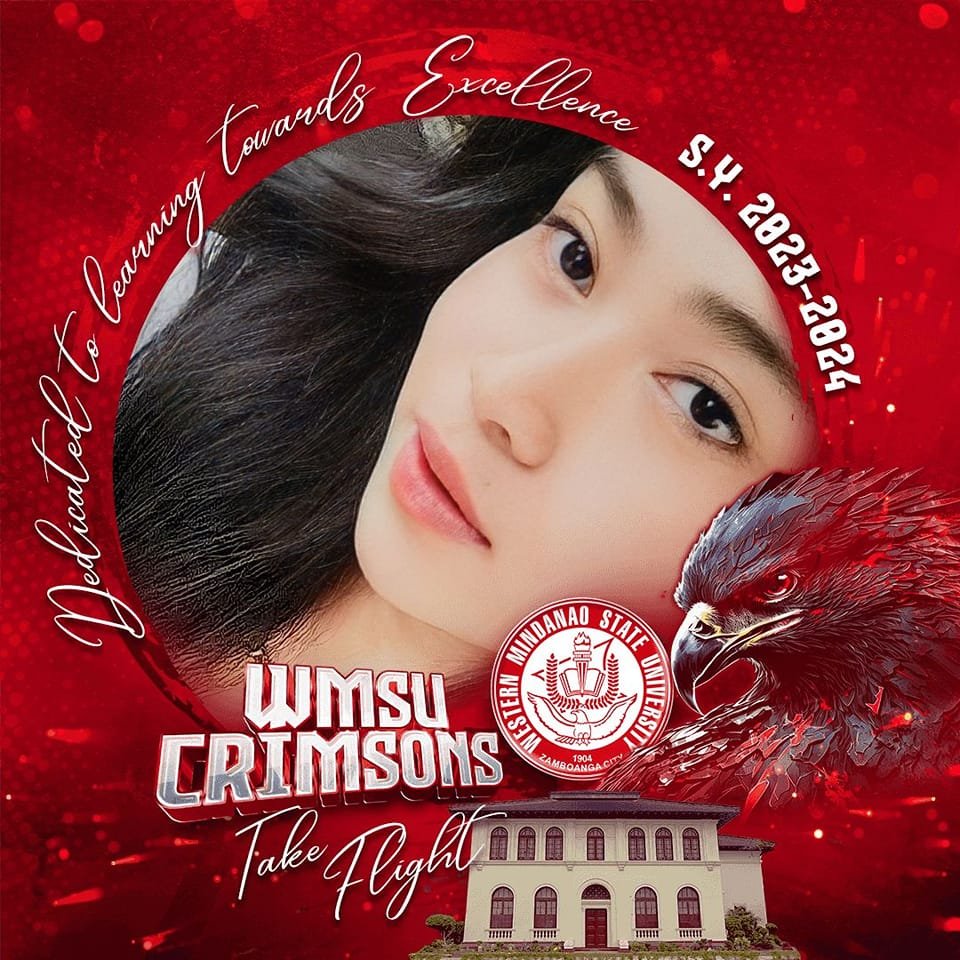 Dedicated to learning towards Excellence
S.Y. 2023-2024
WMSU
CRIMSONS
Take Flight
WESTERN MINDANAO STATE UNIVERSITY
1904
ZAMBOANGA CITY